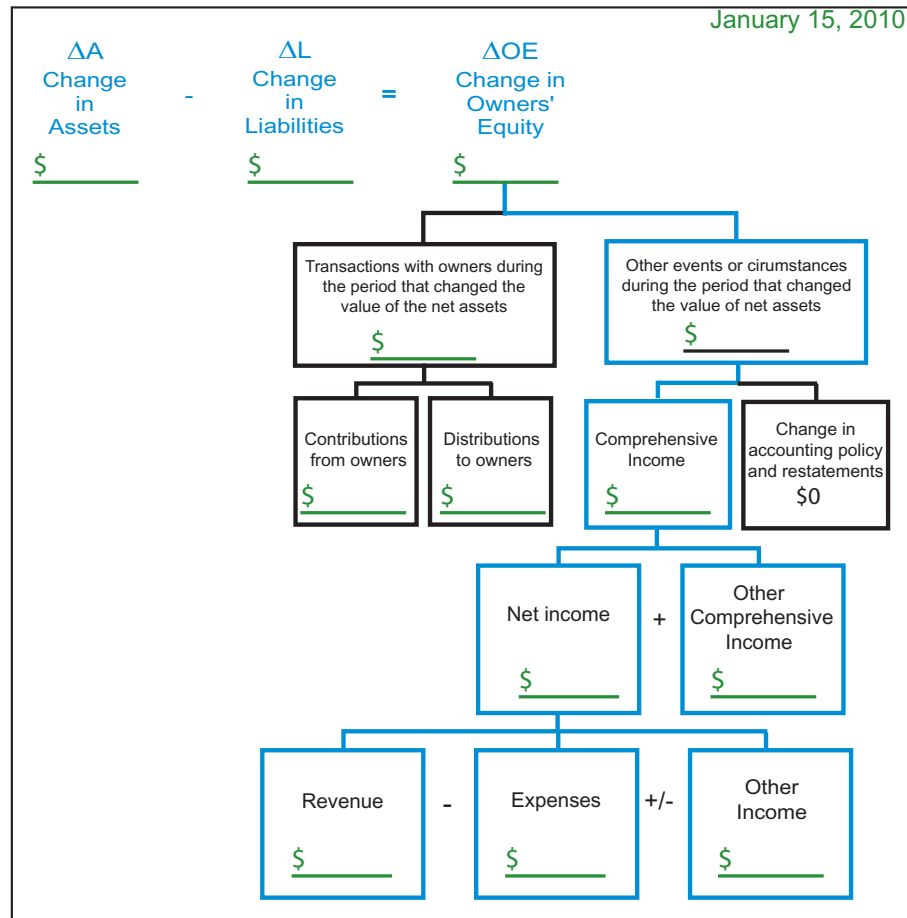 January 15, 2010
ΔA
Change
in
Assets
$
-
ΔL
Change
in
Liabilities
$
=
ΔOE
Change in
Owners'
Equity
$
Transactions with owners during
the period that changed the
value of the net assets
$
Other events or cirumstances
during the period that changed
the value of net assets
$
Contributions
from owners
$
Distributions
to owners
$
Comprehensive
Income
$
Change in
accounting policy
and restatements
$0
Net income
$
+
Other
Comprehensive
Income
$
Revenue
$
-
Expenses
$
+/-
Other
Income
$